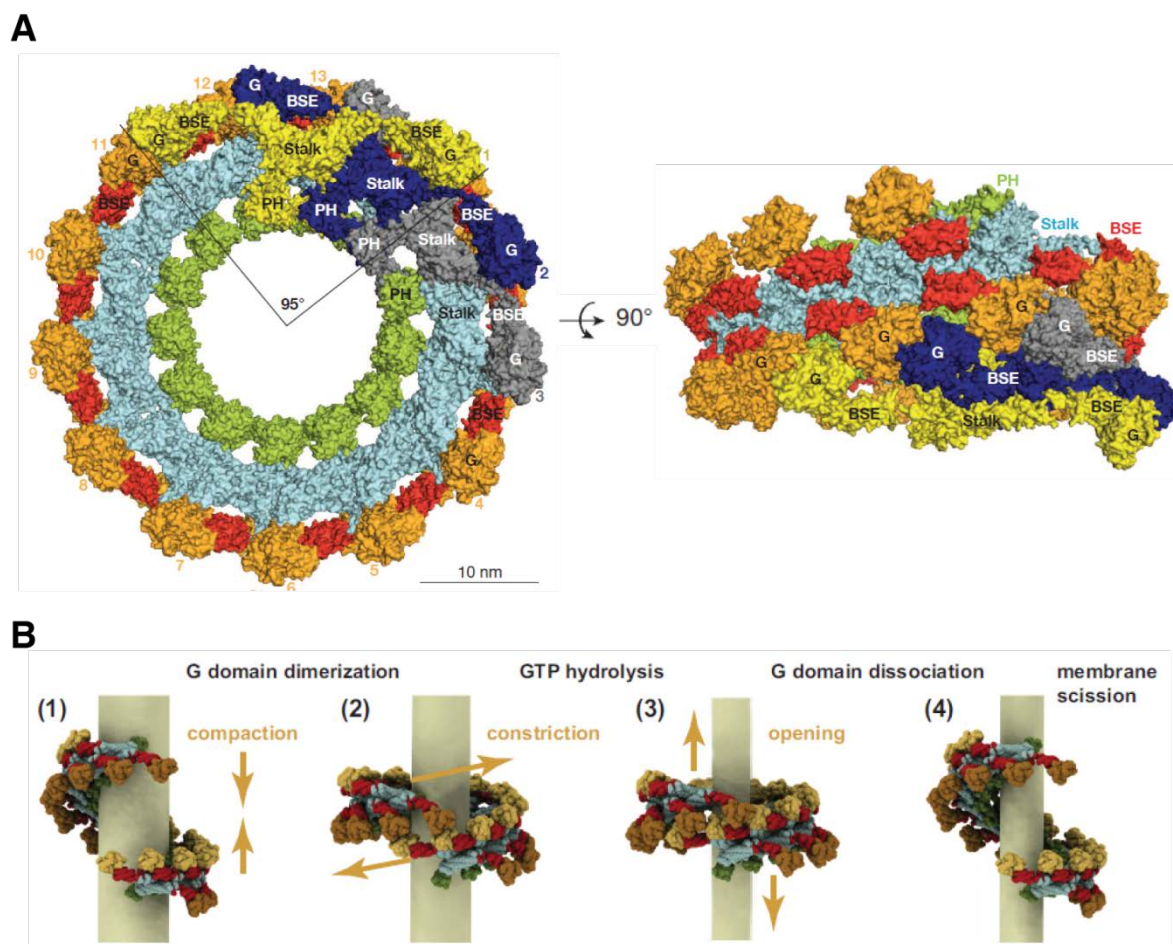 A
12
13
G
G
BSE
11
BSE
BSE
G
G
1
G
Stalk
Stalk
BSE
PH
PH
BSE
10
Stalk
G
PH
2
PH
95°
BSE
Stalk
G
9
3
BSE
G
8
4
7
5
6
10 nm
90°
PH
Stalk
BSE
G
G
G
G
G
BSE
BSE
G
BSE
Stalk
BSE
G
B
G domain dimerization
GTP hydrolysis
G domain dissociation
membrane
scission
(1)
(2)
(3)
(4)
compaction
constriction
opening